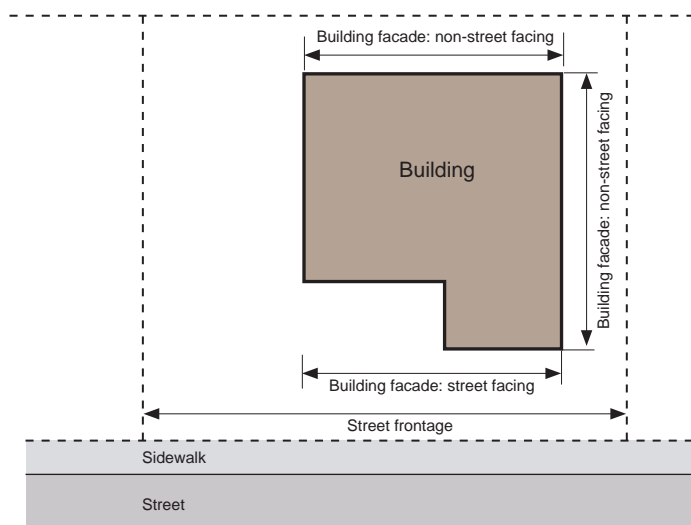 Building facade: non-street facing
Building
Building facade: non-street facing
Building facade: street facing
Street frontage
Sidewalk
Street